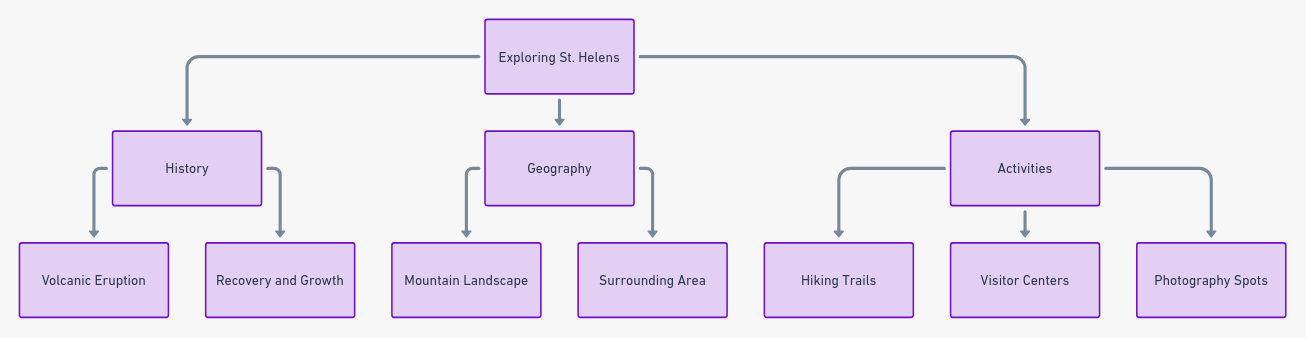 Exploring St. Helens
History
Geography
Activities
Volcanic Eruption
Recovery and Growth
Mountain Landscape
Surrounding Area
Hiking Trails
Visitor Centers
Photography Spots